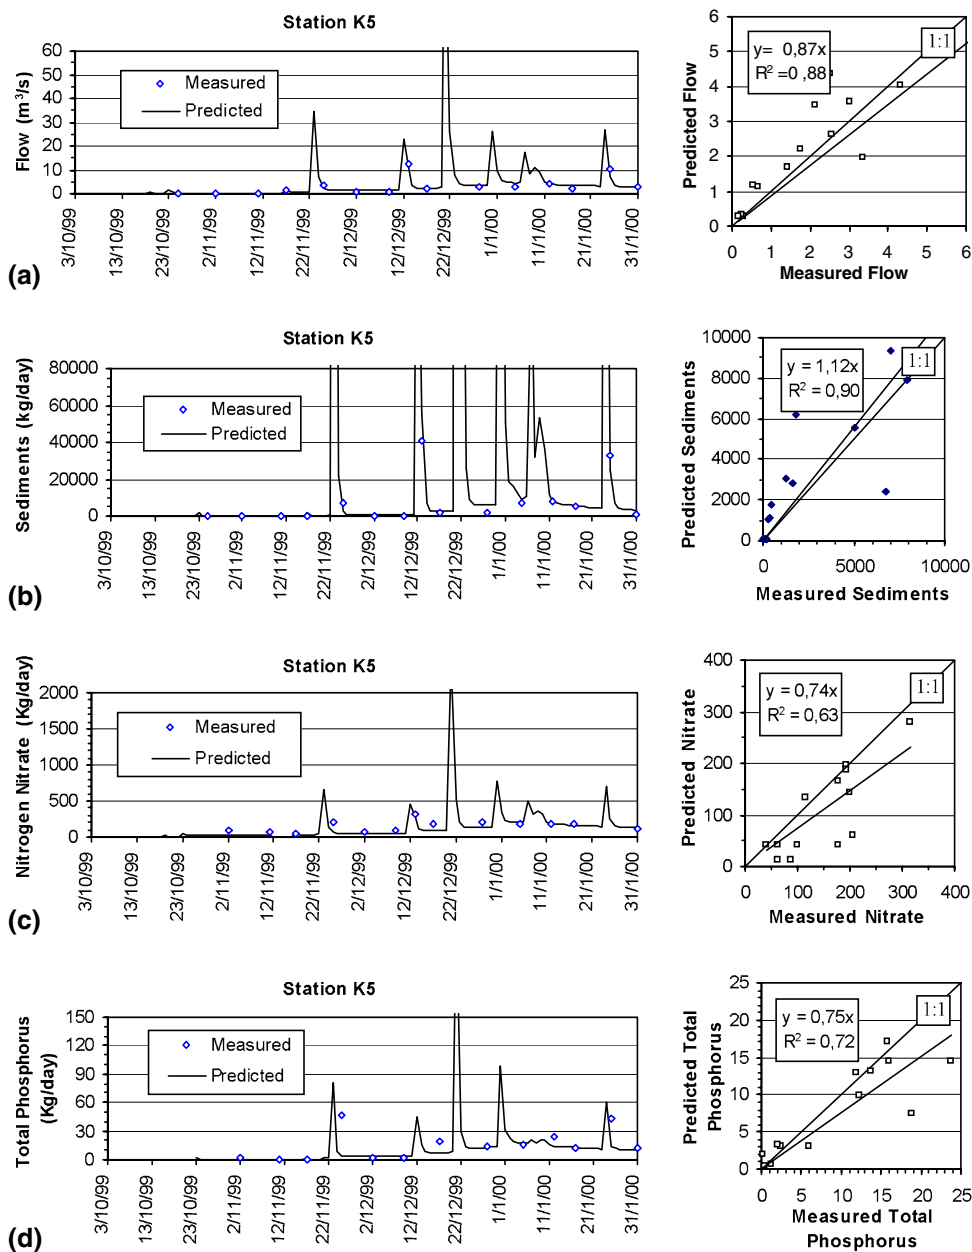 Station K5
Flow (m³/s)
60
50
40
30
20
10
0
Measured
Predicted
3/10/99
13/10/99
23/10/99
2/11/99
12/11/99
22/11/99
2/12/99
12/12/99
22/12/99
1/1/00
11/1/00
21/1/00
31/1/00
(a)
Predicted Flow
6
5
4
3
2
1
0
y= 0,87x
R² =0,88
1:1
0 1 2 3 4 5 6
Measured Flow
Station K5
Sediments (kg/day)
80000
60000
40000
20000
0
Measured
Predicted
3/10/99
13/10/99
23/10/99
2/11/99
12/11/99
22/11/99
2/12/99
12/12/99
22/12/99
1/1/00
11/1/00
21/1/00
31/1/00
(b)
Predicted Sediments
10000
8000
6000
4000
2000
0
y = 1,12x
R² = 0,90
1:1
0 5000 10000
Measured Sediments
Station K5
Nitrogen Nitrate (Kg/day)
2000
1500
1000
500
0
Measured
Predicted
3/10/99
13/10/99
23/10/99
2/11/99
12/11/99
22/11/99
2/12/99
12/12/99
22/12/99
1/1/00
11/1/00
21/1/00
31/1/00
(c)
Predicted Nitrate
400
300
200
100
0
y = 0,74x
R² = 0,63
1:1
0 100 200 300 400
Measured Nitrate
Station K5
Total Phosphorus
(Kg/day)
150
120
90
60
30
0
Measured
Predicted
3/10/99
13/10/99
23/10/99
2/11/99
12/11/99
22/11/99
2/12/99
12/12/99
22/12/99
1/1/00
11/1/00
21/1/00
31/1/00
(d)
Predicted Total
Phosphorus
25
20
15
10
5
0
y = 0,75x
R² = 0,72
1:1
0 5 10 15 20 25
Measured Total
Phosphorus